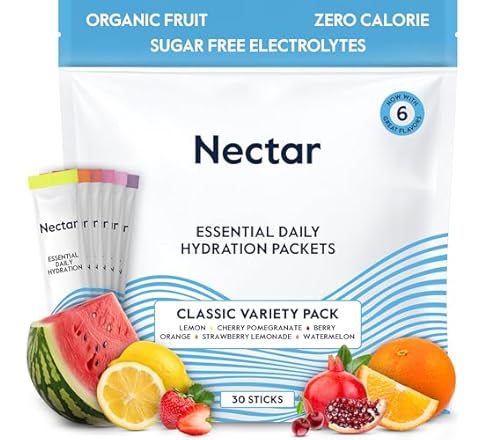 ORGANIC FRUIT ZERO CALORIE
SUGAR FREE ELECTROLYTES
NOW WITH
6
GREAT FLAVORS
Nectar
ESSENTIAL DAILY
HYDRATION PACKETS
Nectar
ESSENTIAL
DAILY
HYDRATION
CLASSIC VARIETY PACK
LEMON CHERRY POMEGRANATE BERRY
ORANGE STRAWBERRY LEMONADE WATERMELON
30 STICKS